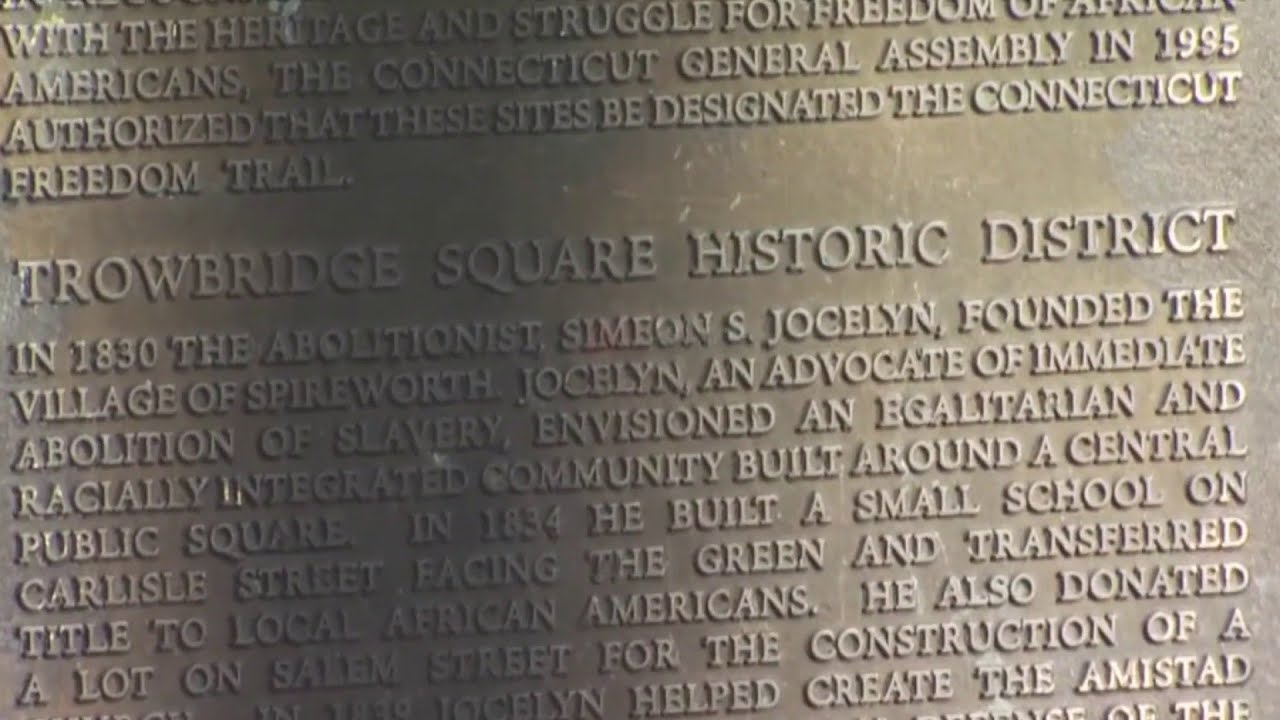 WITH THE HERITAGE AND STRUGGLE FOR FREEDOM OF AFRICAN
AMERICANS, THE CONNECTICUT GENERAL ASSEMBLY IN 1995
AUTHORIZED THAT THESE SITES BE DESIGNATED THE CONNECTICUT
FREEDOM TRAIL.
TROWBRIDGE SQUARE HISTORIC DISTRICT
IN 1830 THE ABOLITIONIST, SIMEON S. JOCELYN, FOUNDED THE
VILLAGE OF SPIREWORTH. JOCELYN, AN ADVOCATE OF IMMEDIATE
ABOLITION OF SLAVERY, ENVISIONED AN EGALITARIAN AND
RACIALLY INTEGRATED COMMUNITY BUILT AROUND A CENTRAL
PUBLIC SQUARE. IN 1834 HE BUILT A SMALL SCHOOL ON
CARLISLE STREET FACING THE GREEN AND TRANSFERRED
TITLE TO LOCAL AFRICAN AMERICANS. HE ALSO DONATED
A LOT ON SALEM STREET FOR THE CONSTRUCTION OF A
IN 1839 JOCELYN HELPED CREATE THE AMISTAD
DEFENSE OF THE